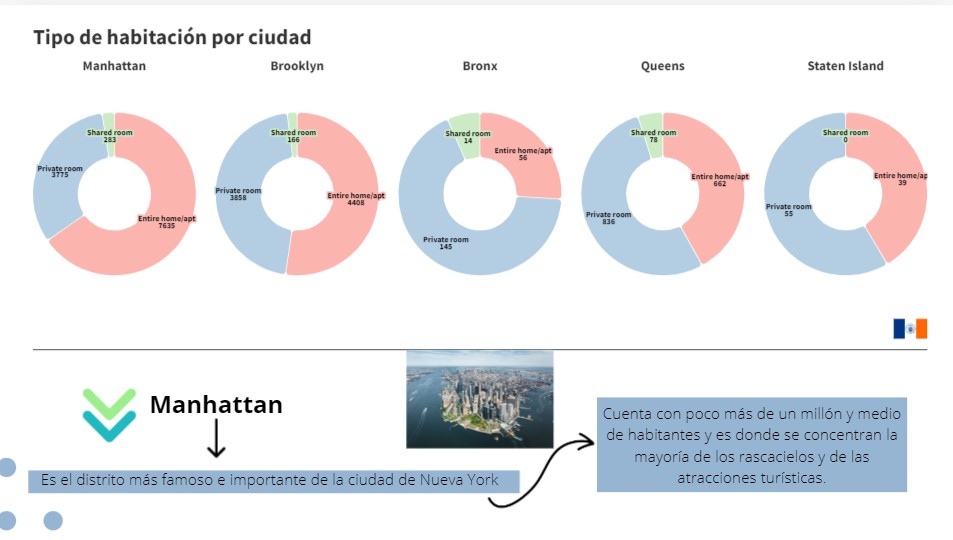 Tipo de habitación por ciudad
Manhattan
Brooklyn
Bronx
Queens
Staten Island
Shared room
283
Private room
3775
Entire home/apt
7635
Shared room
166
Private room
3858
Entire home/apt
4408
Shared room
14
Entire home/apt
56
Private room
145
Shared room
78
Entire home/apt
662
Private room
836
Shared room
0
Entire home/ap
39
Private room
55
Manhattan
Es el distrito más famoso e importante de la ciudad de Nueva York
Cuenta con poco más de un millón y medio
de habitantes y es donde se concentran la
mayoría de los rascacielos y de las
atracciones turísticas.